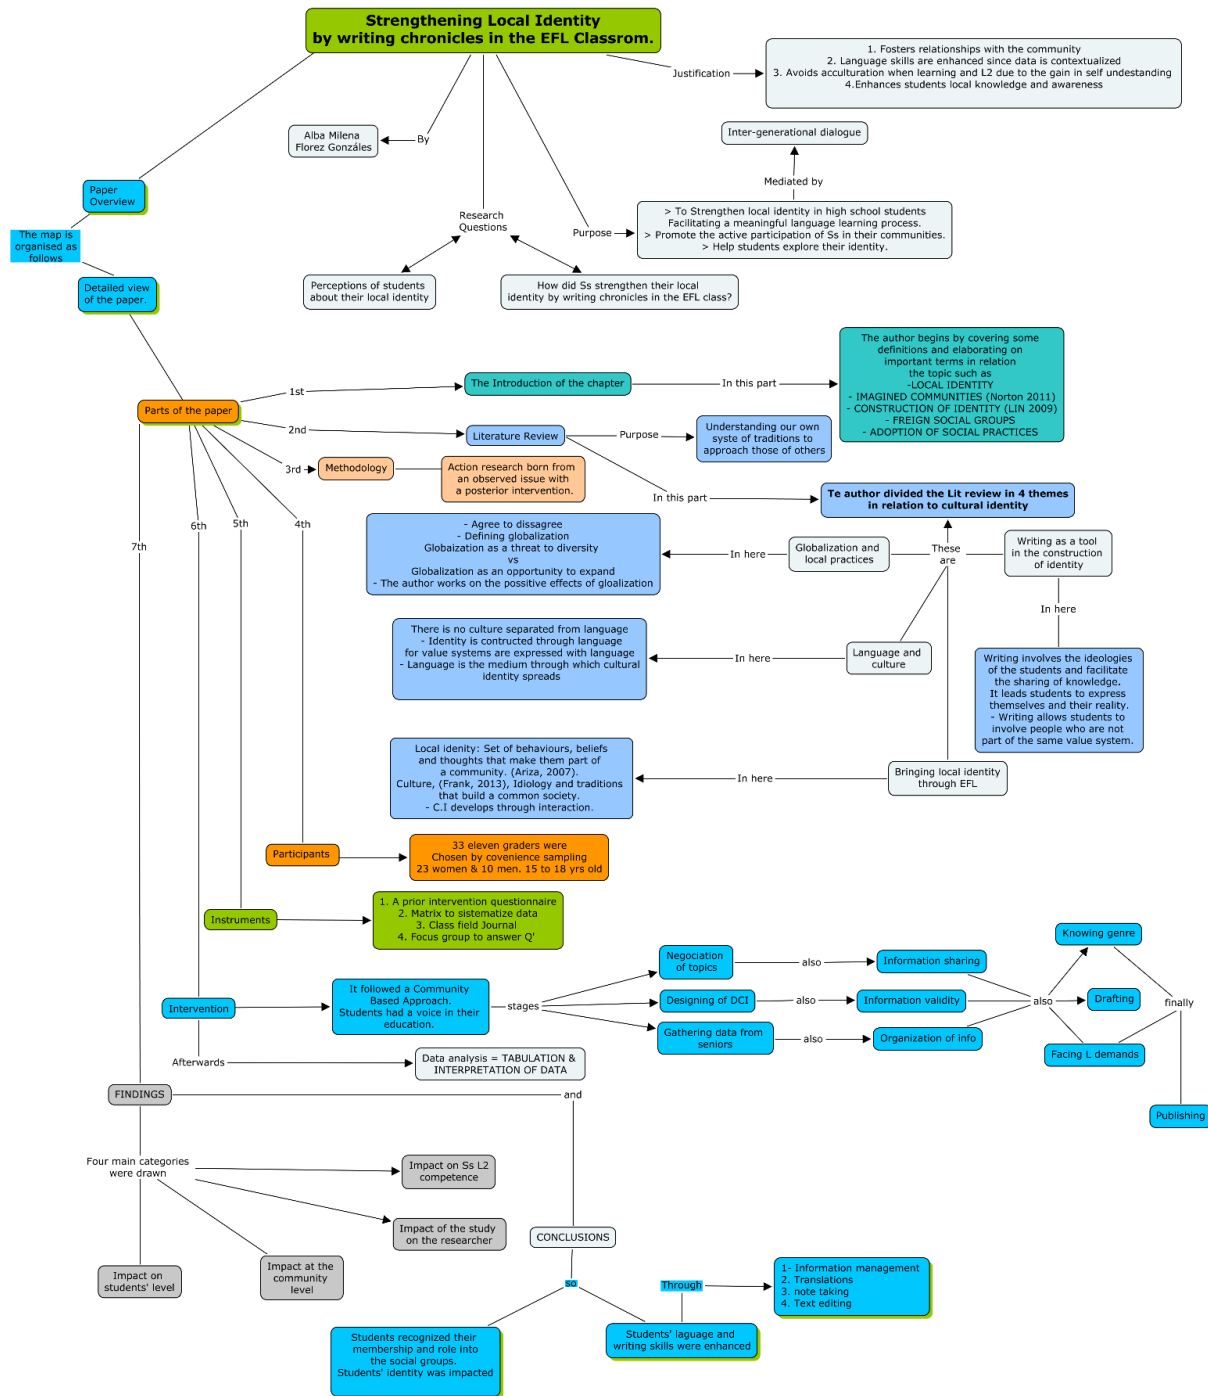 Strengthening Local Identity
by writing chronicles in the EFL Classrom.
Justification
1. Fosters relationships with the community
2. Language skills are enhanced since data is contextualized
3. Avoids acculturation when learning and L2 due to the gain in self undestanding
4.Enhances students local knowledge and awareness
Alba Milena
Florez Gonzáles
By
Inter-generational dialogue
Mediated by
Paper
Overview
The map is
organised as
follows
Detailed view
of the paper.
Research
Questions
Purpose
> To Strengthen local identity in high school students
Facilitating a meaningful language learning process.
> Promote the active participation of Ss in their communities.
> Help students explore their identity.
Perceptions of students
about their local identity
How did Ss strengthen their local
identity by writing chronicles in the EFL class?
Parts of the paper
1st
The Introduction of the chapter
In this part
The author begins by covering some
definitions and elaborating on
important terms in relation
the topic such as
-LOCAL IDENTITY
- IMAGINED COMMUNITIES (Norton 2011)
- CONSTRUCTION OF IDENTITY (LIN 2009)
- FREIGN SOCIAL GROUPS
- ADOPTION OF SOCIAL PRACTICES
2nd
Literature Review
Purpose
Understanding our own
syste of traditions to
approach those of others
3rd
Methodology
Action research born from
an observed issue with
a posterior intervention.
In this part
Te author divided the Lit review in 4 themes
in relation to cultural identity
7th
6th
5th
4th
- Agree to dissagree
- Defining globalization
Globaization as a threat to diversity
vs
Globalization as an opportunity to expand
- The author works on the possitive effects of gloalization
In here
Globalization and
local practices
These
are
Writing as a tool
in the construction
of identity
In here
There is no culture separated from language
- Identity is contructed through language
for value systems are expressed with language
- Language is the medium through which cultural
identity spreads
In here
Language and
culture
Writing involves the ideologies
of the students and facilitate
the sharing of knowledge.
It leads students to express
themselves and their reality.
- Writing allows students to
involve people who are not
part of the same value system.
Local idenity: Set of behaviours, beliefs
and thoughts that make them part of
a community. (Ariza, 2007).
Culture, (Frank, 2013), Idiology and traditions
that build a common society.
- C.I develops through interaction.
In here
Bringing local identity
through EFL
Participants
33 eleven graders were
Chosen by covenience sampling
23 women & 10 men. 15 to 18 yrs old
Instruments
1. A prior intervention questionnaire
2. Matrix to sistematize data
3. Class field Journal
4. Focus group to answer Q'
Intervention
It followed a Community
Based Approach.
Students had a voice in their
education.
stages
Negociation
of topics
also
Information sharing
Designing of DCI
also
Information validity
Gathering data from
seniors
also
Organization of info
also
Knowing genre
Drafting
Facing L demands
finally
Publishing
Afterwards
Data analysis = TABULATION &
INTERPRETATION OF DATA
FINDINGS
and
Four main categories
were drawn
Impact on Ss L2
competence
Impact of the study
on the researcher
Impact on
students' level
Impact at the
community
level
CONCLUSIONS
so
Through
1- Information management
2. Translations
3. note taking
4. Text editing
Students recognized their
membership and role into
the social groups.
Students' identity was impacted
Students' laguage and
writing skills were enhanced